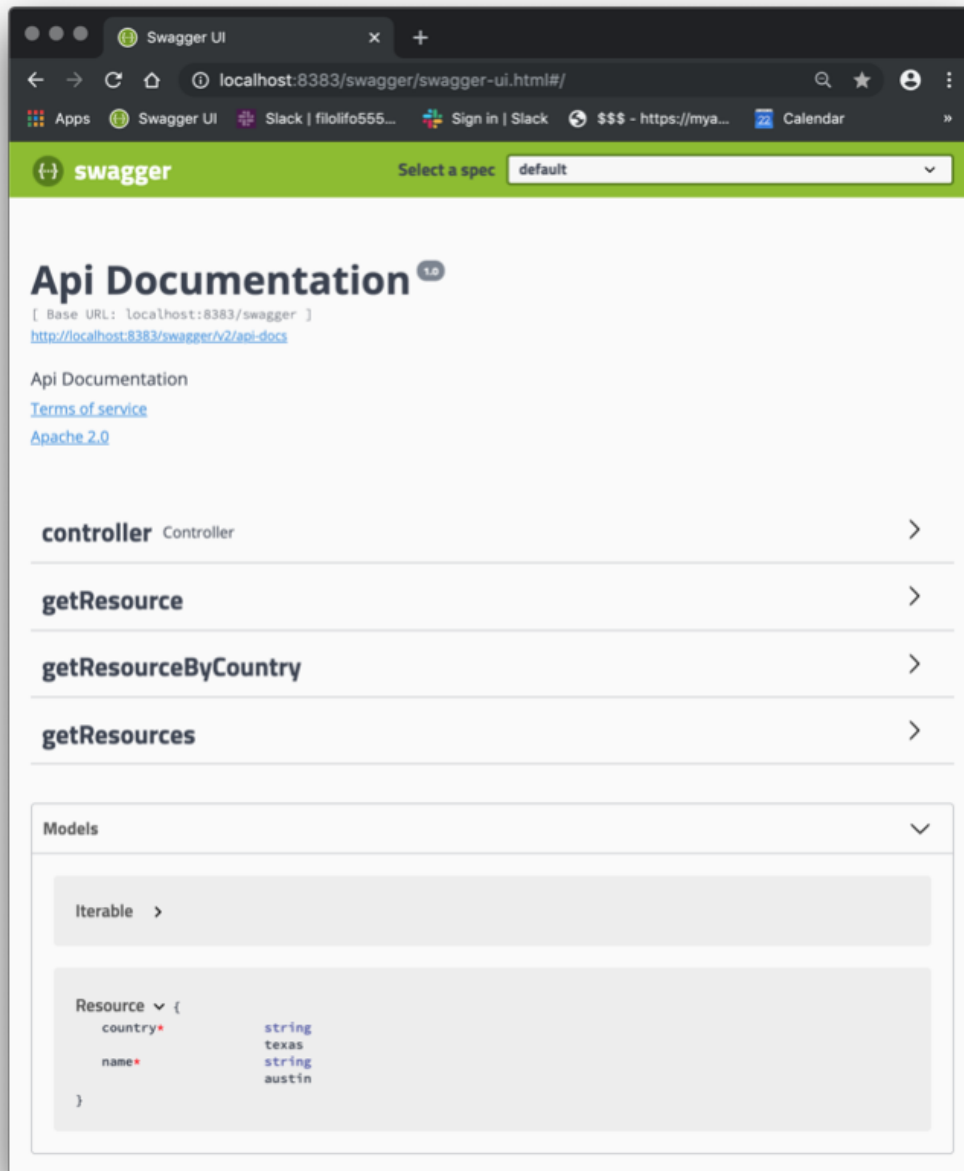 Swagger UI
localhost:8383/swagger/swagger-ui.html#/
Apps Swagger UI Slack | filolifo555... Sign in | Slack $$$ - https://mya... 22 Calendar »
{··} swagger Select a spec default
Api Documentation 1.0
[ Base URL: localhost:8383/swagger ]
http://localhost:8383/swagger/v2/api-docs
Api Documentation
Terms of service
Apache 2.0
controller Controller
getResource
getResourceByCountry
getResources
Models
Iterable
Resource {
country* string
texas
name* string
austin
}